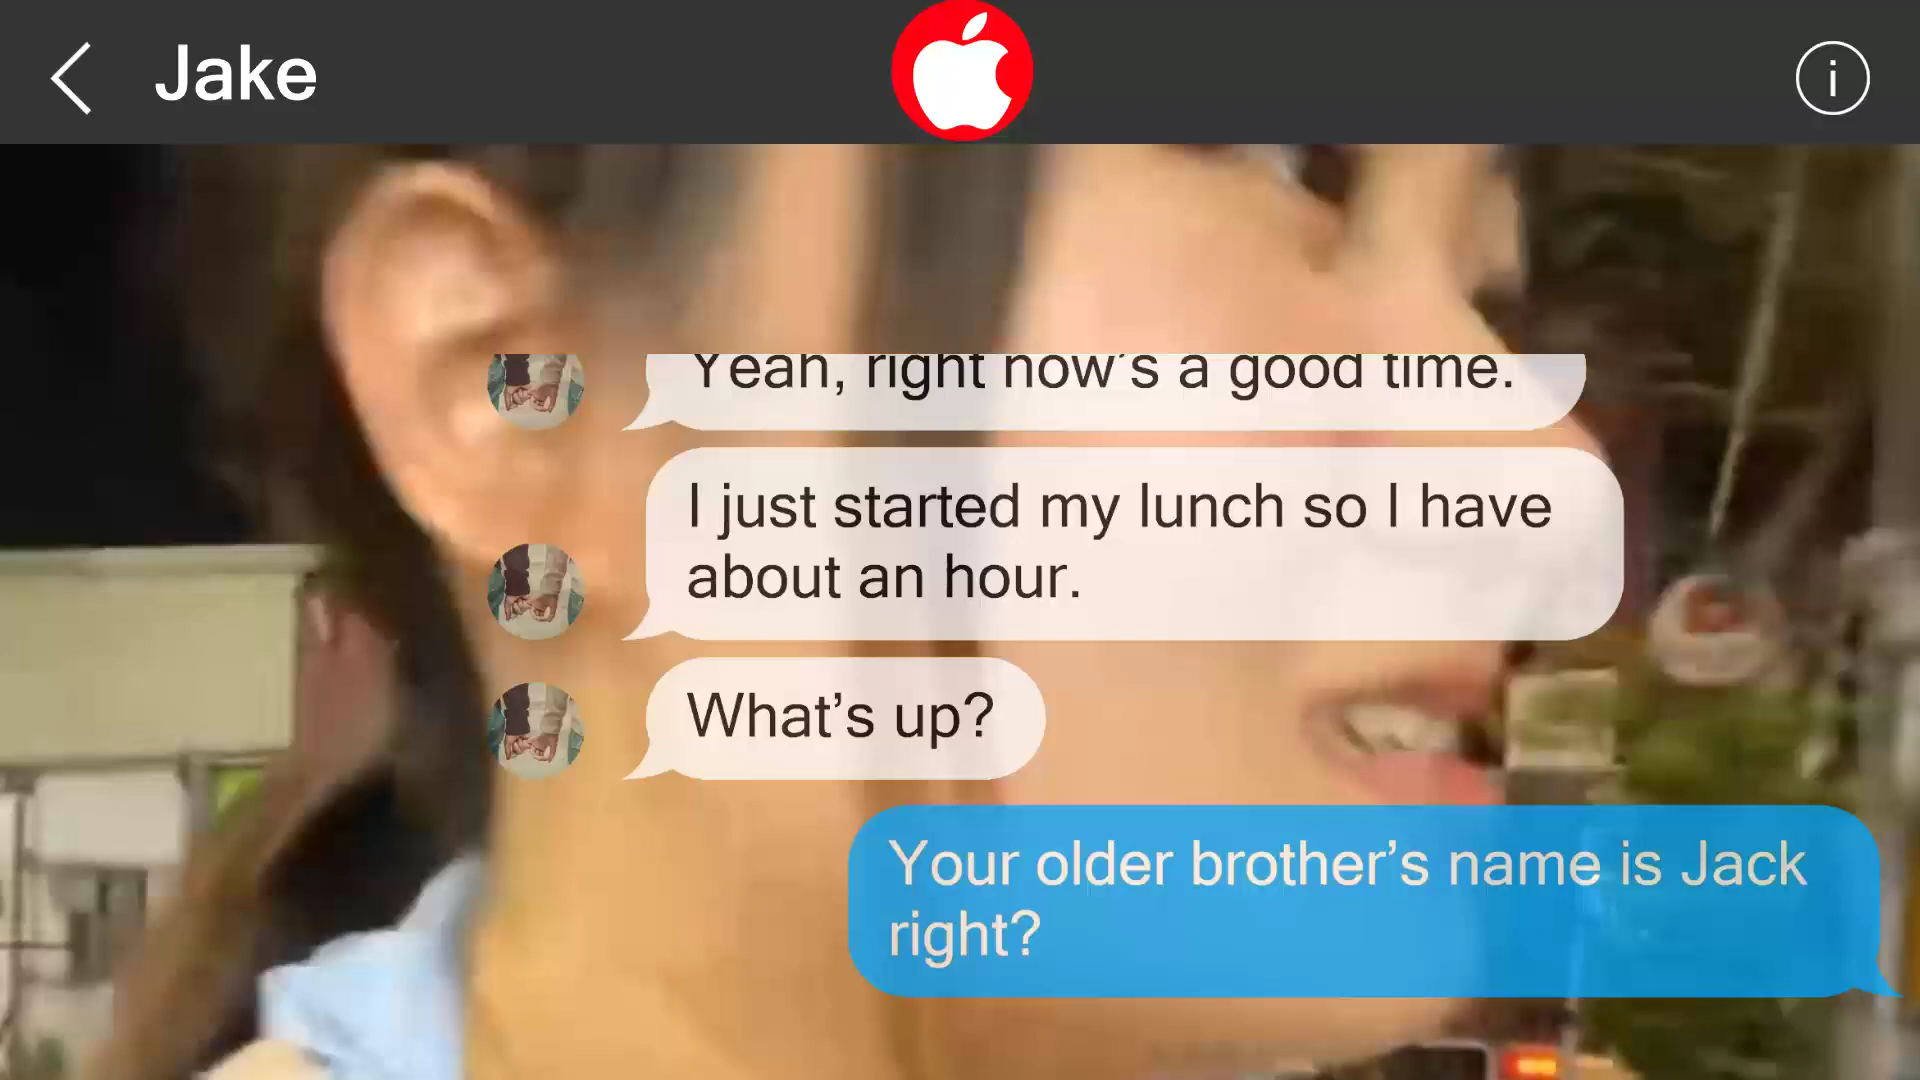 Jake
i
Yeah, right now's a good time.
I just started my lunch so I have
about an hour.
What’s up?
Your older brother’s name is Jack
right?